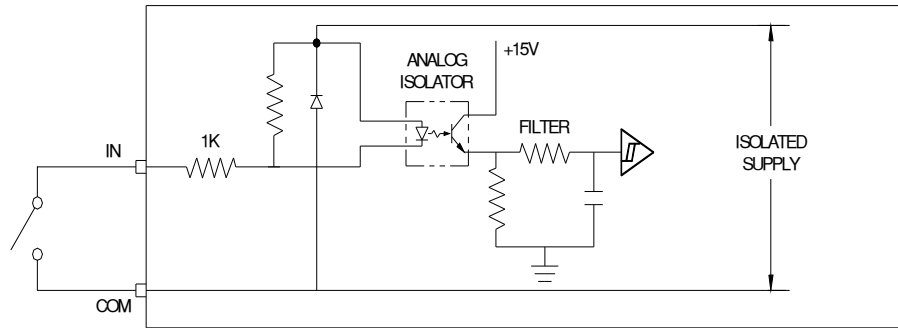 ANALOG
ISOLATOR
+15V
FILTER
1K
IN
ISOLATED
SUPPLY
COM